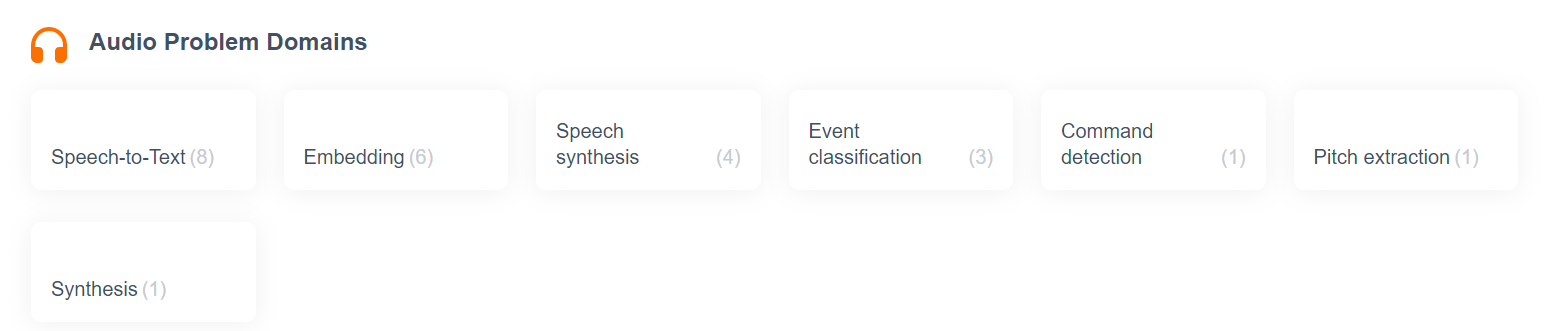 Audio Problem Domains
Speech-to-Text (8)
Embedding (6)
Speech
synthesis (4)
Event
classification (3)
Command
detection (1)
Pitch extraction (1)
Synthesis (1)